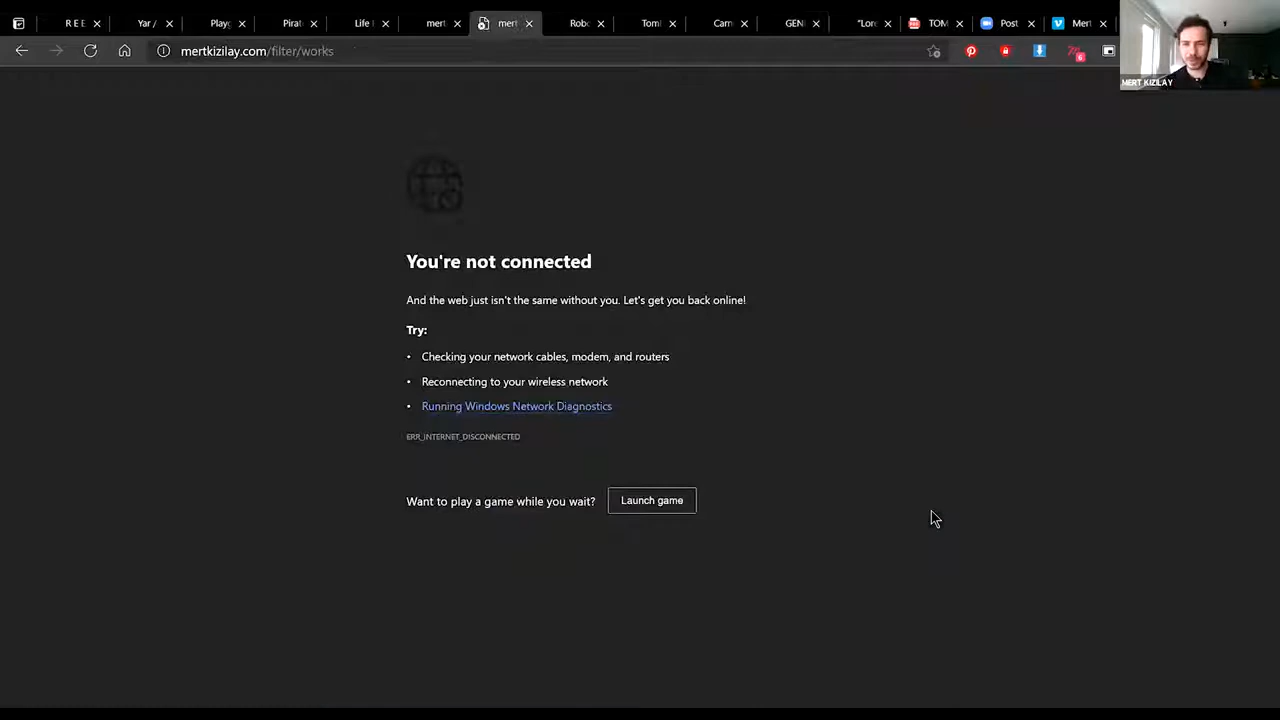 R E E
Yar /
Play
Pirat
Life
mert
mert
Rob
Tom
Carn
GEN
"Lor
TOM
Post
Mert
mertkizilay.com/filter/works
6
MERT KIZILAY
You're not connected
And the web just isn't the same without you. Let's get you back online!
Try:
• Checking your network cables, modem, and routers
• Reconnecting to your wireless network
• Running Windows Network Diagnostics
ERR_INTERNET_DISCONNECTED
Want to play a game while you wait?
Launch game